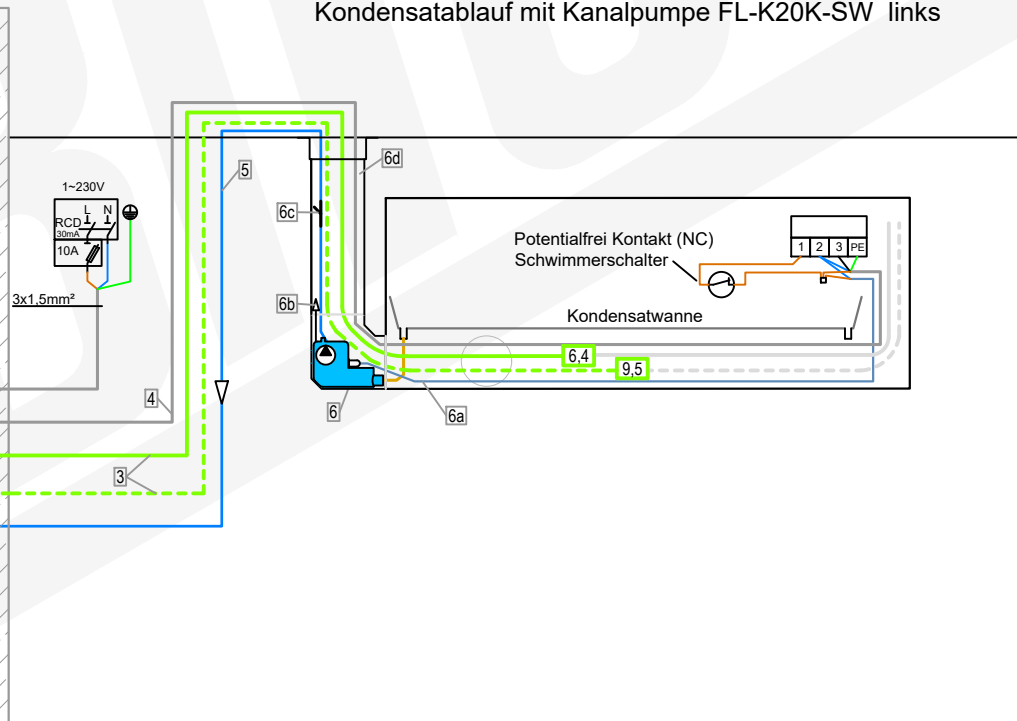 Kondensatablauf mit Kanalpumpe FL-K20K-SW links
6d
5
1~230V
L N
RCD
30mA
10A
6c
Potentialfrei Kontakt (NC)
Schwimmerschalter
1 2 3 PE
3x1,5mm²
6b
Kondensatwanne
6,4
9,5
4
6
6a
3